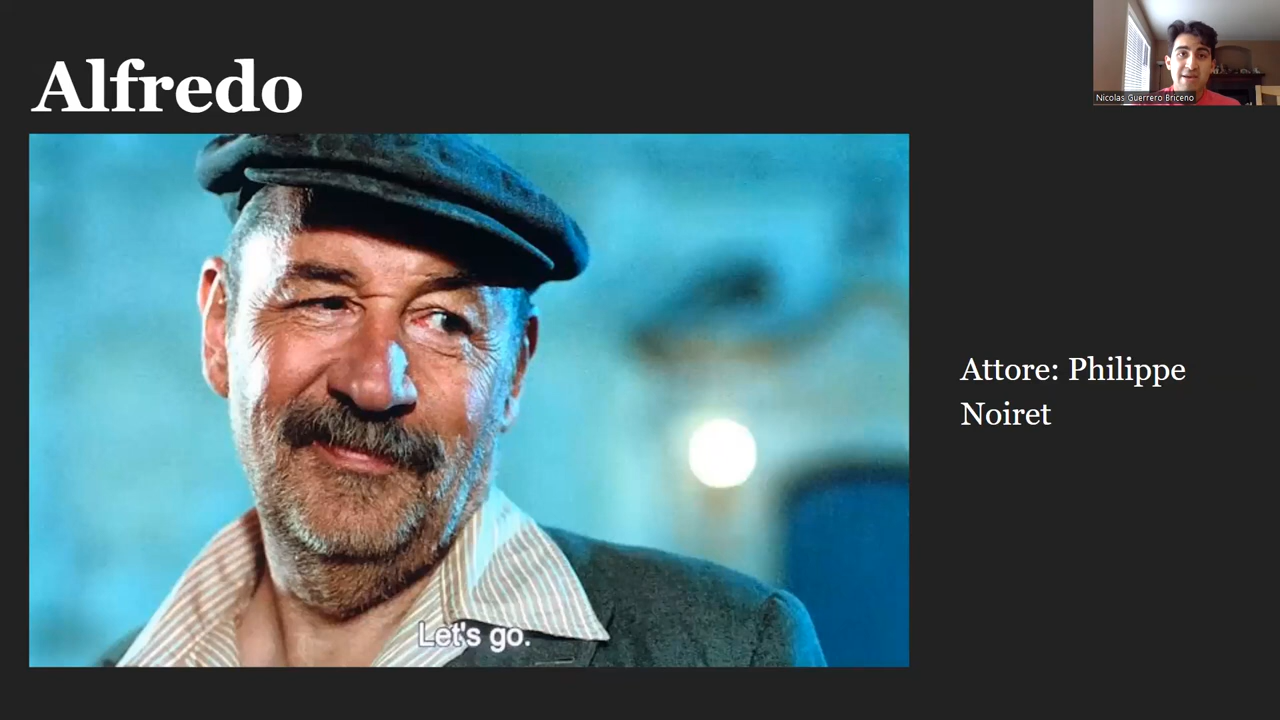 Alfredo
Nicolas Guerrero Briceno
Attore: Philippe
Noiret
Let's go.